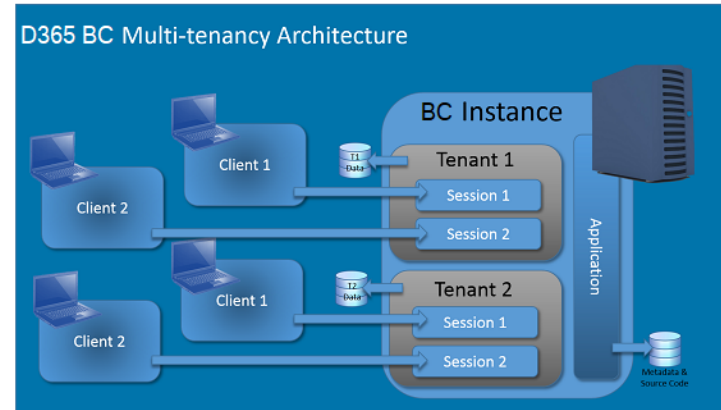 D365 BC Multi-tenancy Architecture
BC Instance
Client 1
T1
Data
Tenant 1
Client 2
Session 1
Session 2
Application
Client 1
T2
Data
Tenant 2
Client 2
Session 1
Session 2
Metadata &
Source Code